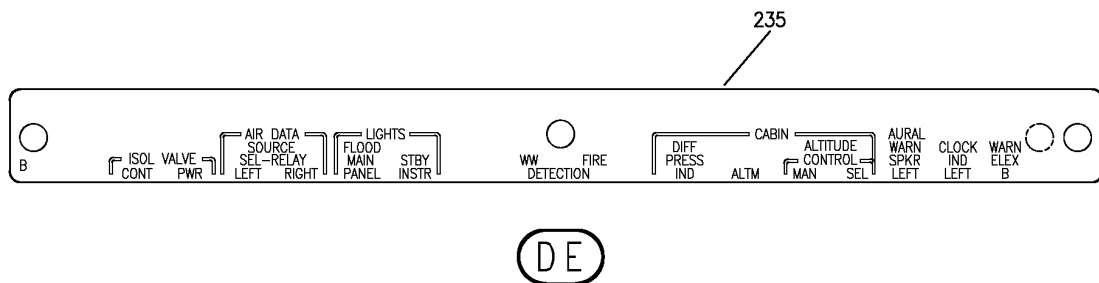 235
AIR DATA LIGHTS CABIN AURAL
SOURCE FLOOD DIFF ALTITUDE WARN CLOCK WARN
B ISOL VALVE SEL-RELAY MAIN STBY WW FIRE PRESS CONTROL SPKR IND ELEX
CONT PWR LEFT RIGHT PANEL INSTR DETECTION IND ALTM MAN SEL LEFT LEFT B
DE